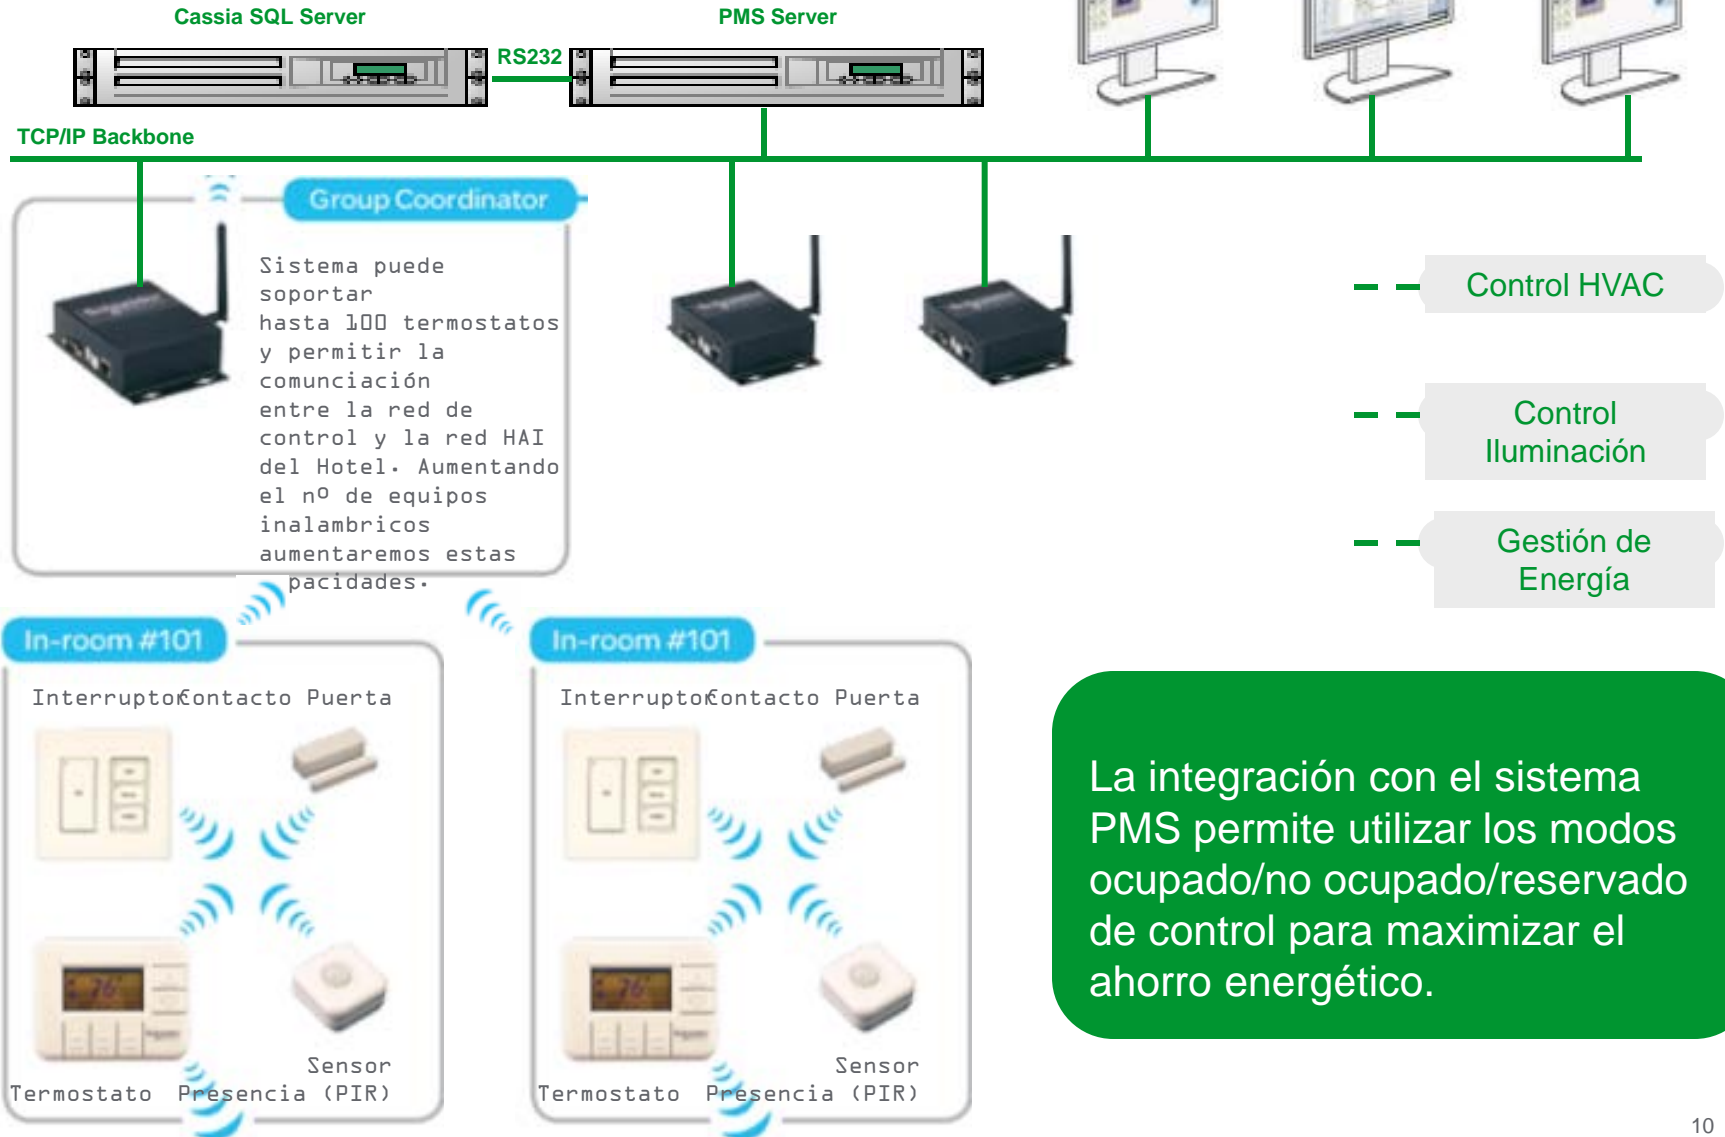 Cassia SQL Server
PMS Server
RS232
TCP/IP Backbone
Group Coordinator
Sistema puede
soportar
hasta 100 termostatos
y permitir la
comunciación
entre la red de
control y la red HAI
del Hotel. Aumentando
el nº de equipos
inalambricos
aumentaremos estas
pacidades.
Control HVAC
Control
Iluminación
Gestión de
Energía
In-room #101
Interruptor
Contacto Puerta
76°
Termostato
Sensor
Presencia (PIR)
In-room #101
Interruptor
Contacto Puerta
76°
Termostato
Sensor
Presencia (PIR)
La integración con el sistema
PMS permite utilizar los modos
ocupado/no ocupado/reservado
de control para maximizar el
ahorro energético.
10